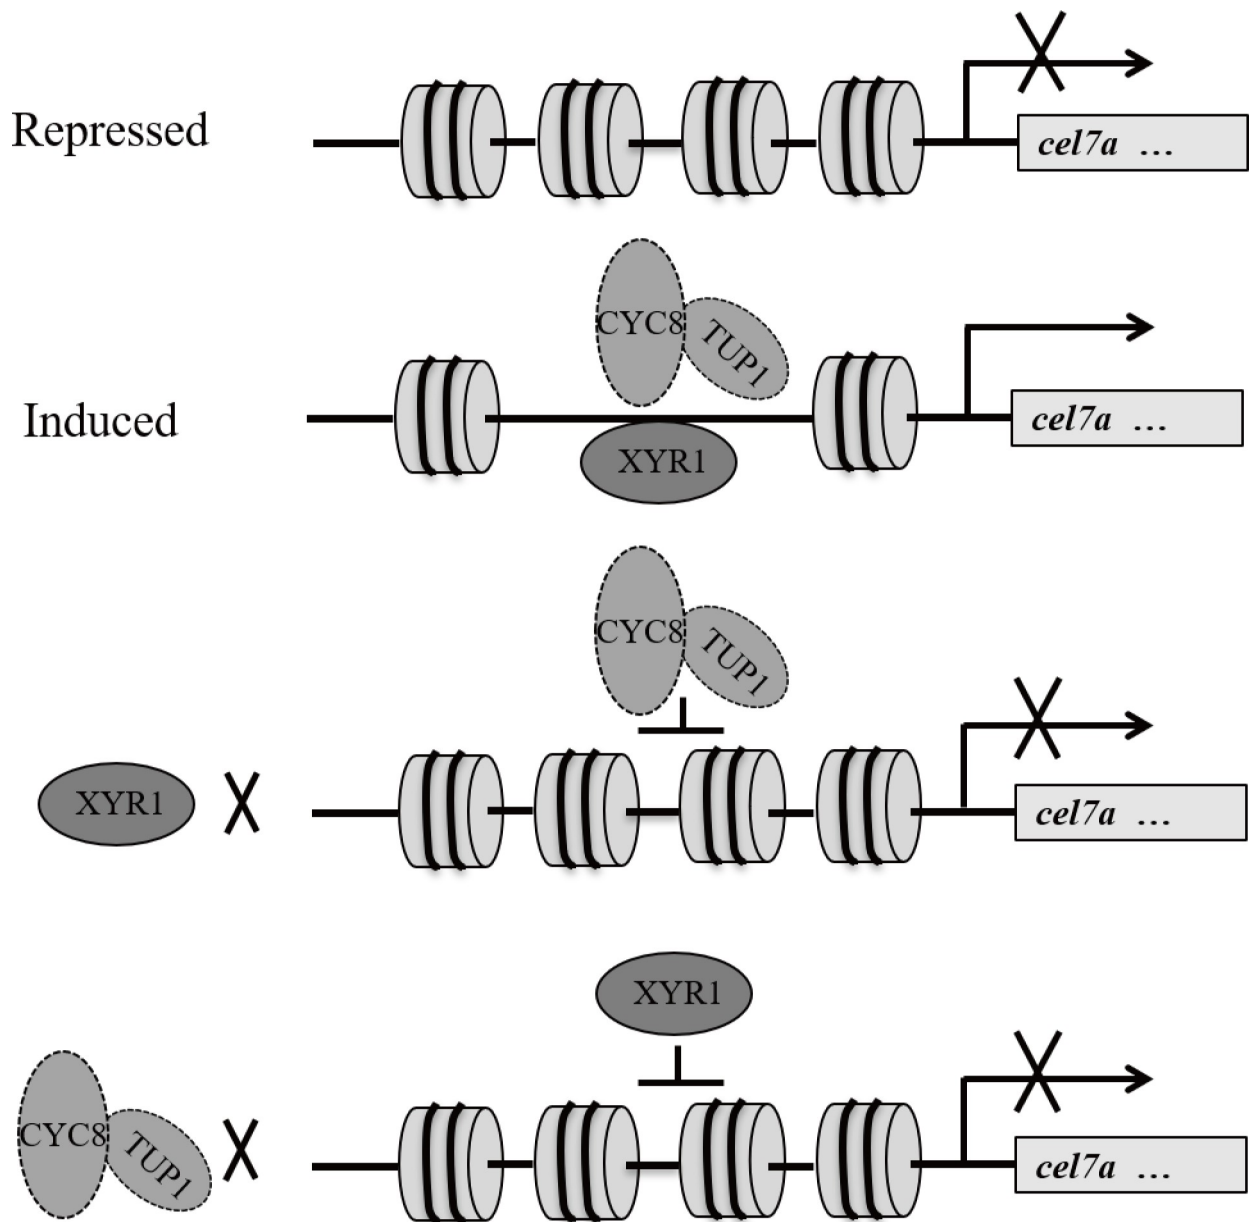 Repressed
cel7a ...
CYC8
TUP1
Induced
cel7a ...
XYR1
CYC8
TUP1
XYR1
cel7a ...
XYR1
CYC8
TUP1
cel7a ...